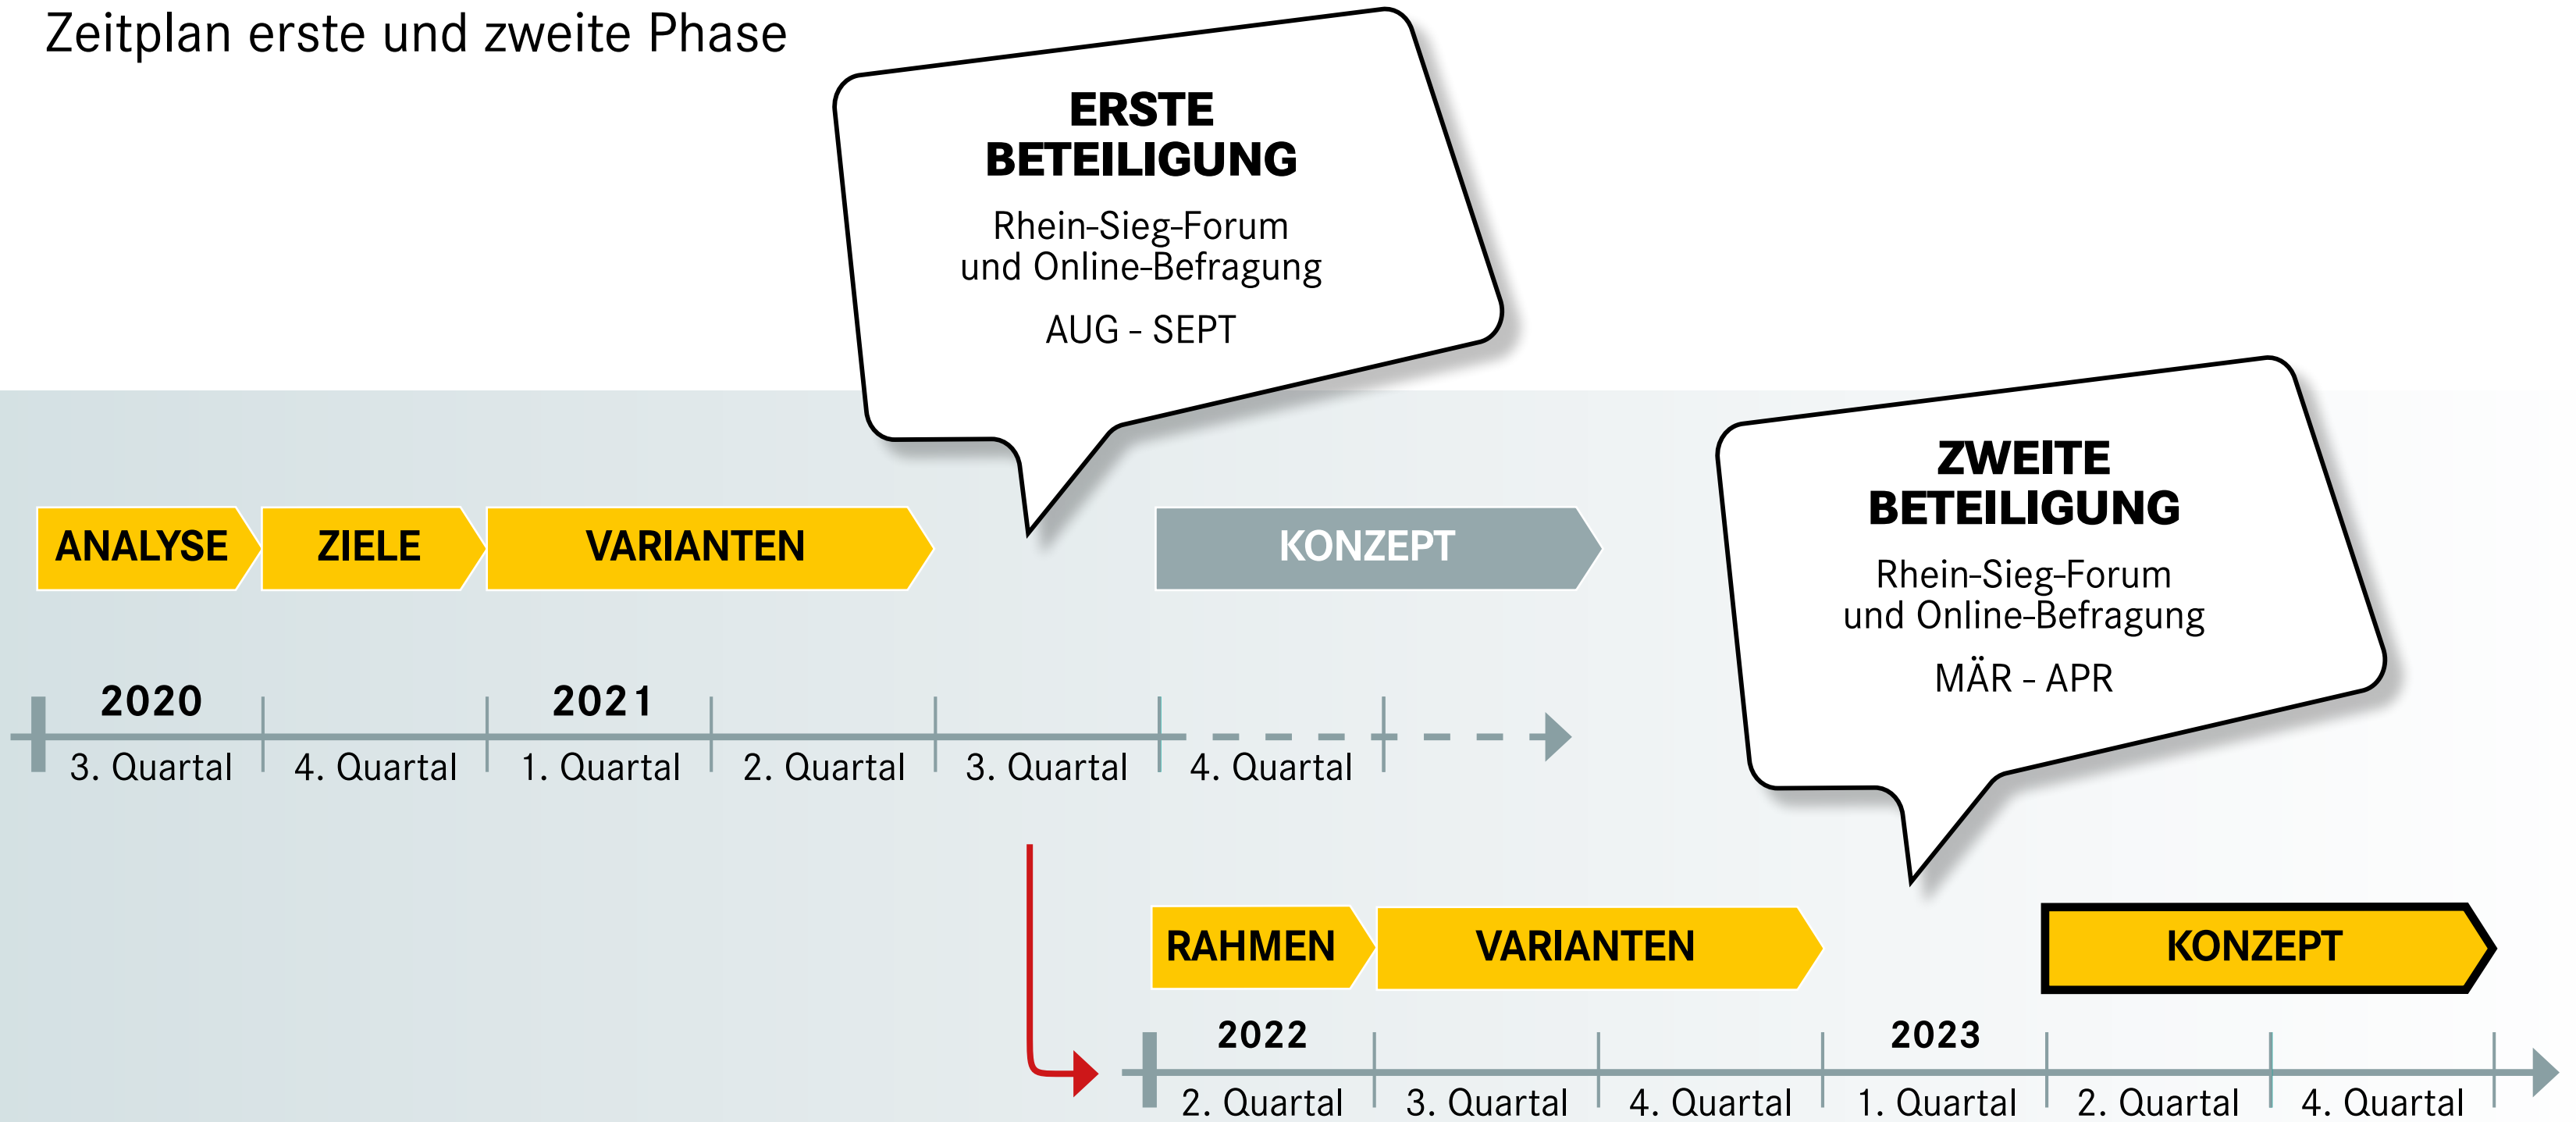 Zeitplan erste und zweite Phase
ERSTE
BETEILIGUNG
Rhein-Sieg-Forum
und Online-Befragung
AUG - SEPT
ANALYSE
ZIELE
VARIANTEN
KONZEPT
2020
2021
3. Quartal
4. Quartal
1. Quartal
2. Quartal
3. Quartal
4. Quartal
ZWEITE
BETEILIGUNG
Rhein-Sieg-Forum
und Online-Befragung
MÄR - APR
RAHMEN
VARIANTEN
KONZEPT
2022
2023
2. Quartal
3. Quartal
4. Quartal
1. Quartal
2. Quartal
4. Quartal